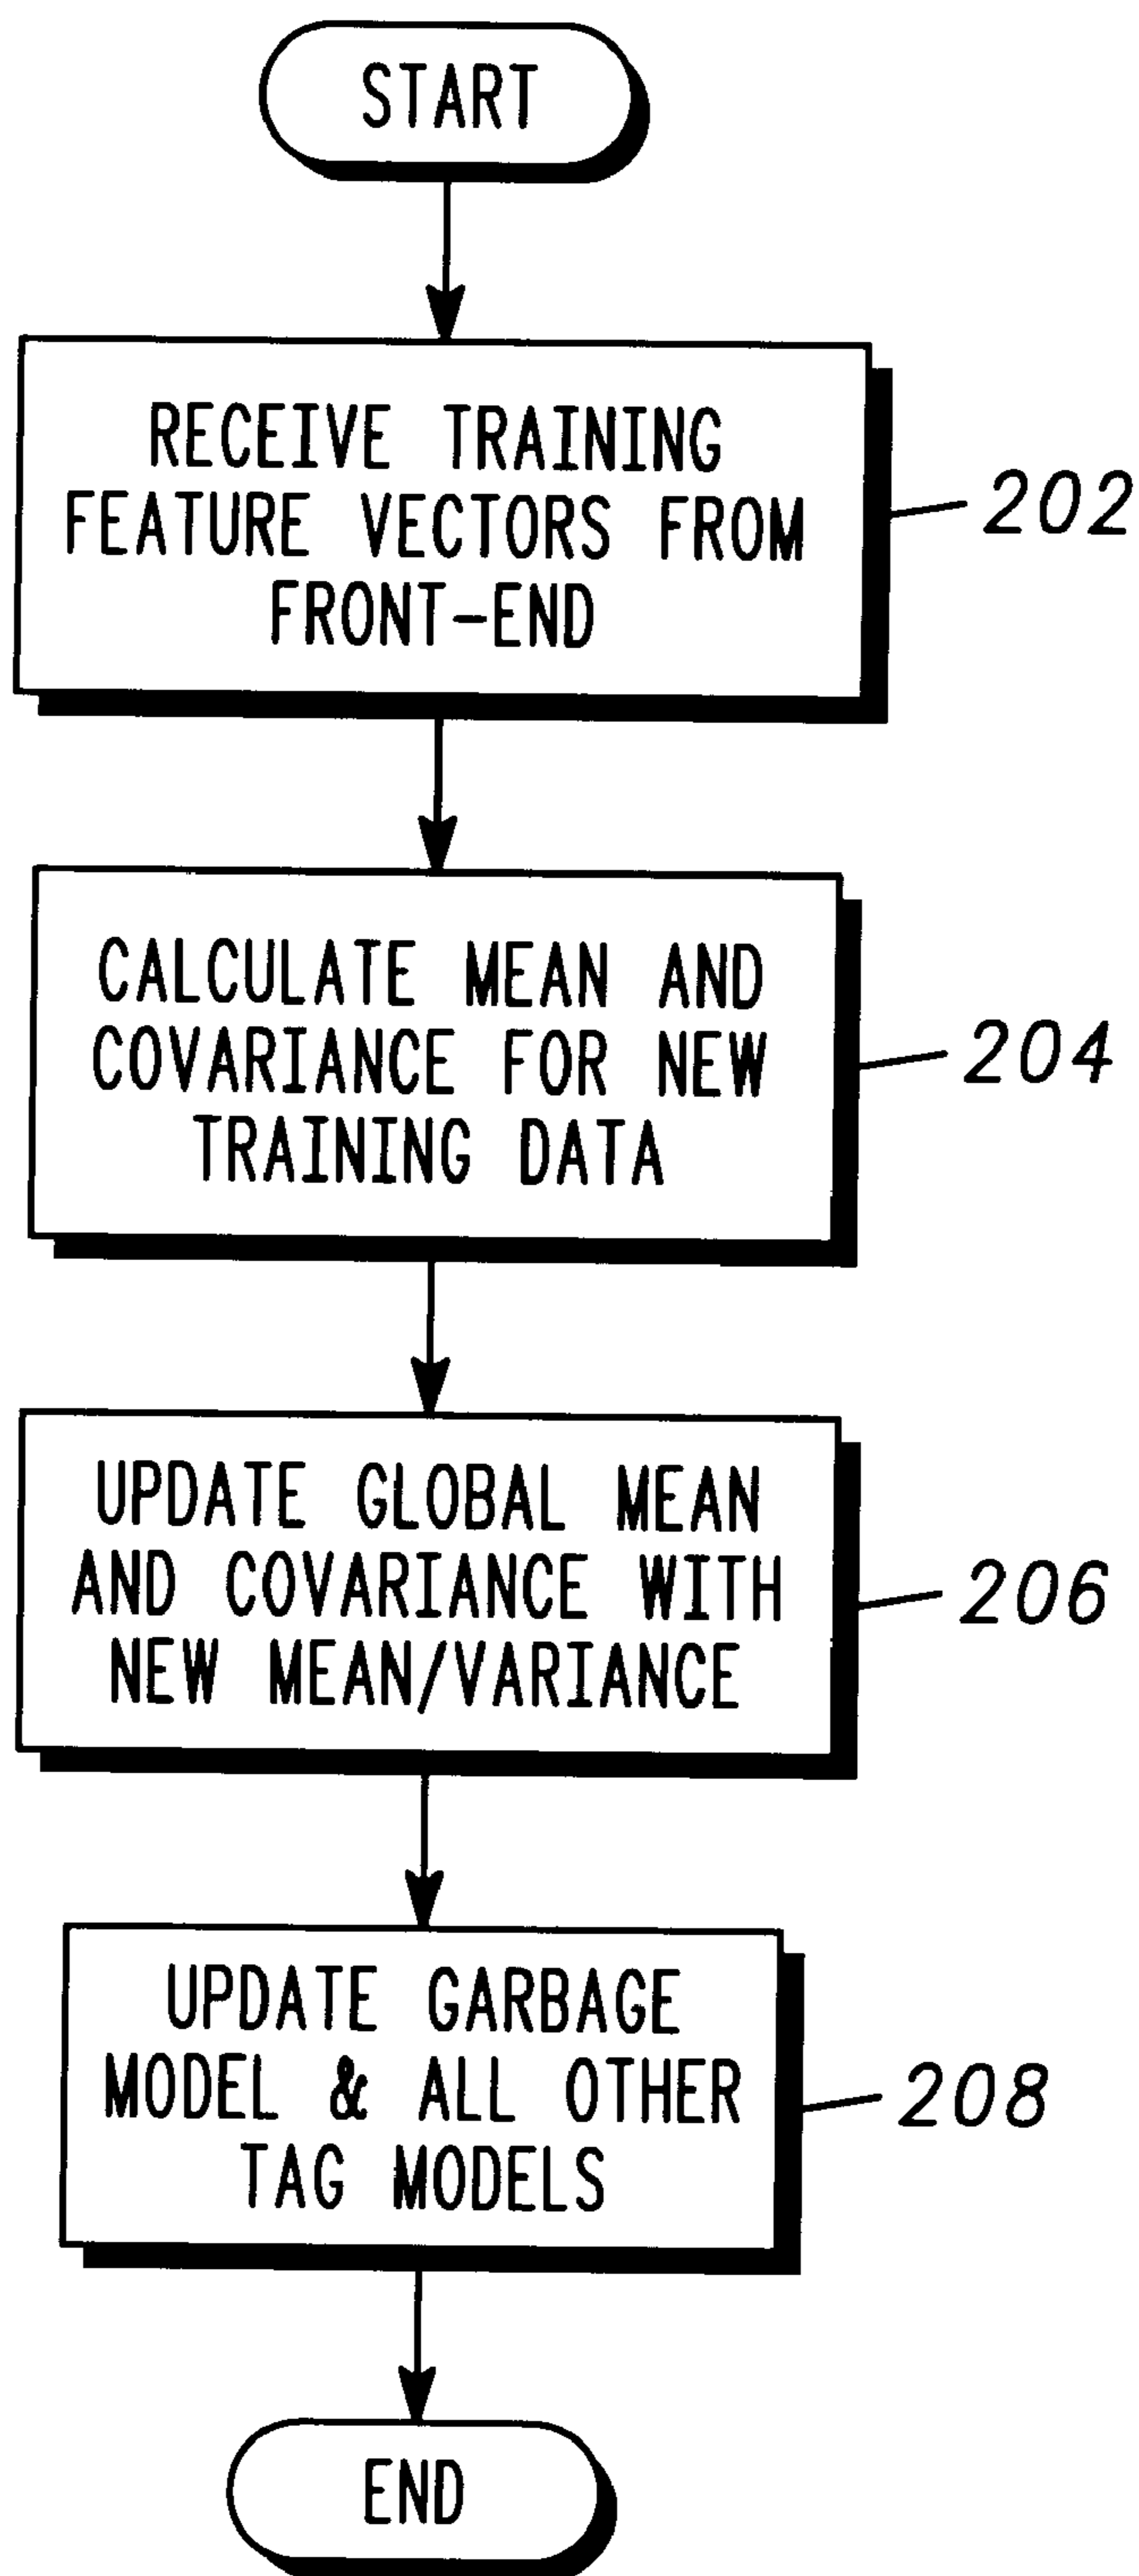 START
RECEIVE TRAINING
FEATURE VECTORS FROM
FRONT-END
202
CALCULATE MEAN AND
COVARIANCE FOR NEW
TRAINING DATA
204
UPDATE GLOBAL MEAN
AND COVARIANCE WITH
NEW MEAN/VARIANCE
206
UPDATE GARBAGE
MODEL & ALL OTHER
TAG MODELS
208
END